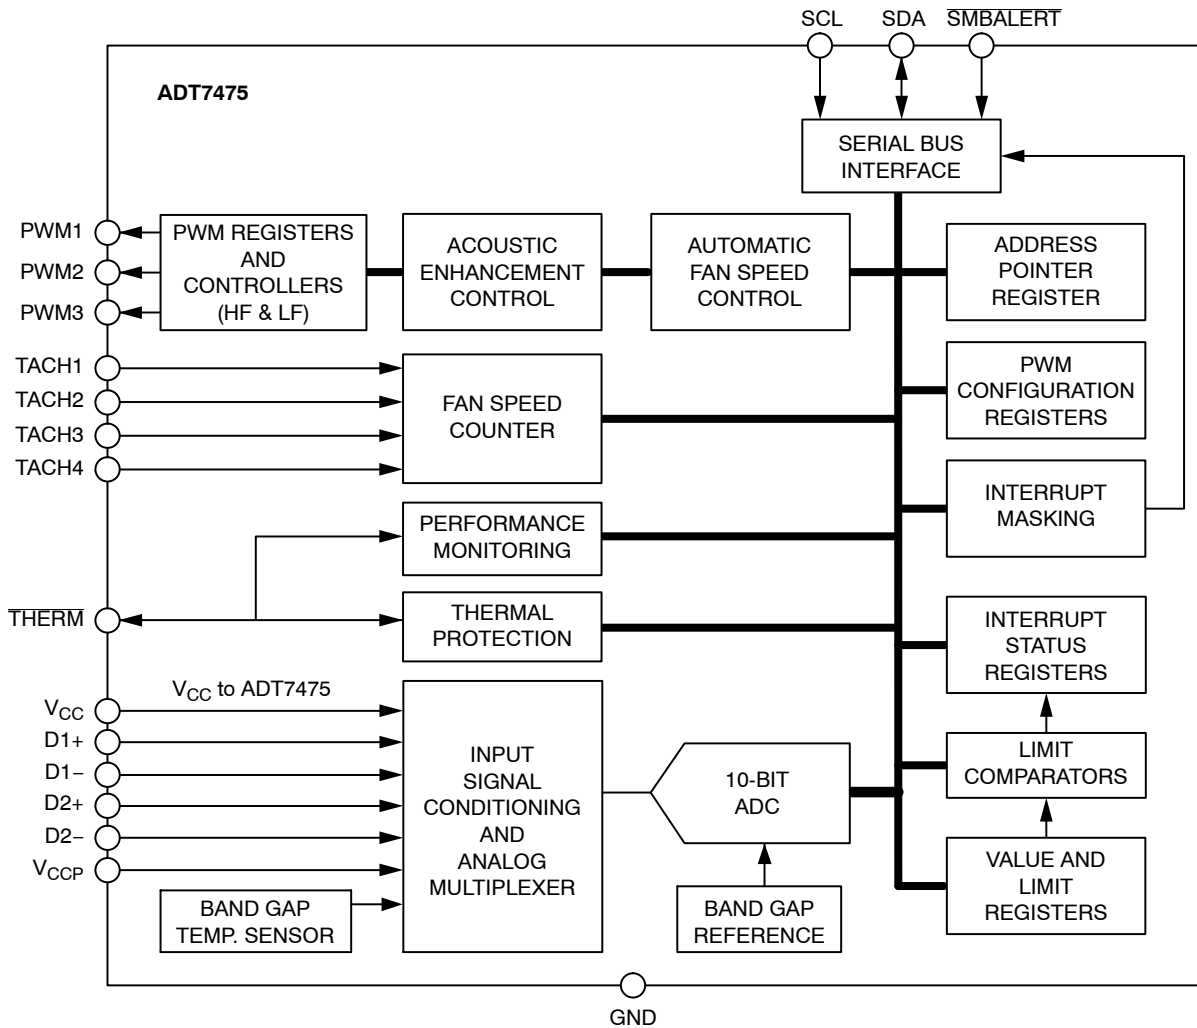 SCL SDA SMBALERT
ADT7475
SERIAL BUS
INTERFACE
PWM1
PWM2
PWM3
PWM REGISTERS
AND
CONTROLLERS
(HF & LF)
ACOUSTIC
ENHANCEMENT
CONTROL
AUTOMATIC
FAN SPEED
CONTROL
ADDRESS
POINTER
REGISTER
TACH1
TACH2
TACH3
TACH4
FAN SPEED
COUNTER
PWM
CONFIGURATION
REGISTERS
INTERRUPT
MASKING
PERFORMANCE
MONITORING
THERM
THERMAL
PROTECTION
INTERRUPT
STATUS
REGISTERS
VCC to ADT7475
VCC
D1+
D1−
D2+
D2−
VCCP
INPUT
SIGNAL
CONDITIONING
AND
ANALOG
MULTIPLEXER
10-BIT
ADC
LIMIT
COMPARATORS
VALUE AND
LIMIT
REGISTERS
BAND GAP
TEMP. SENSOR
BAND GAP
REFERENCE
GND